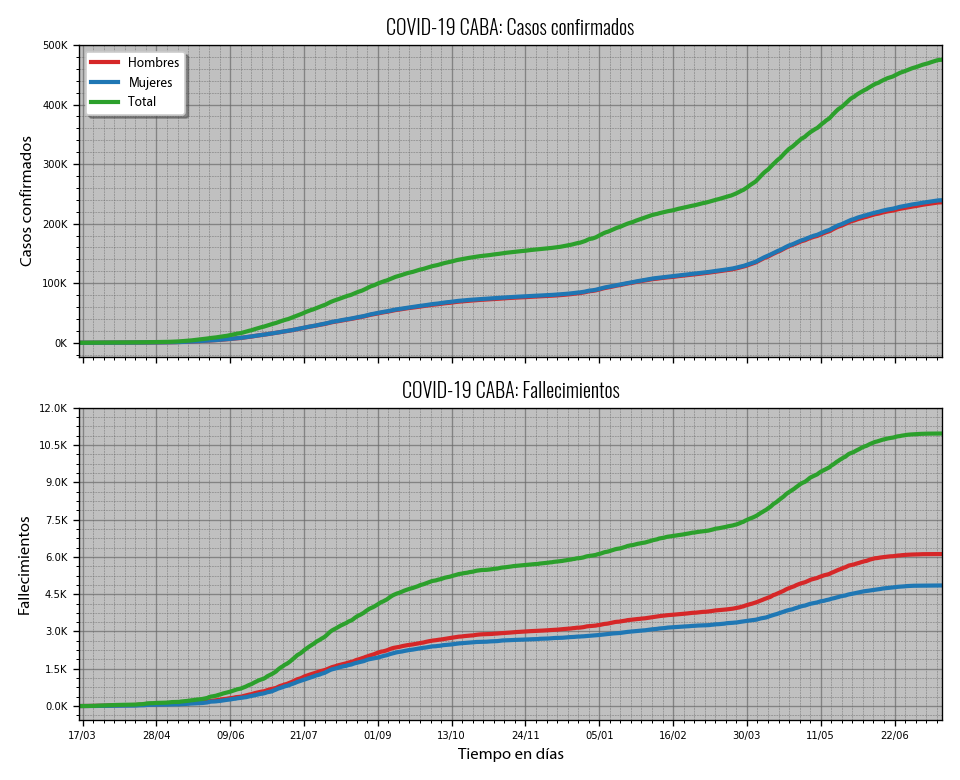 COVID-19 CABA: Casos confirmados
500K
400K
300K
200K
100K
0K
Casos confirmados
Hombres
Mujeres
Total
COVID-19 CABA: Fallecimientos
12.0K
10.5K
9.0K
7.5K
6.0K
4.5K
3.0K
1.5K
0.0K
Fallecimientos
17/03 28/04 09/06 21/07 01/09 13/10 24/11 05/01 16/02 30/03 11/05 22/06
Tiempo en días